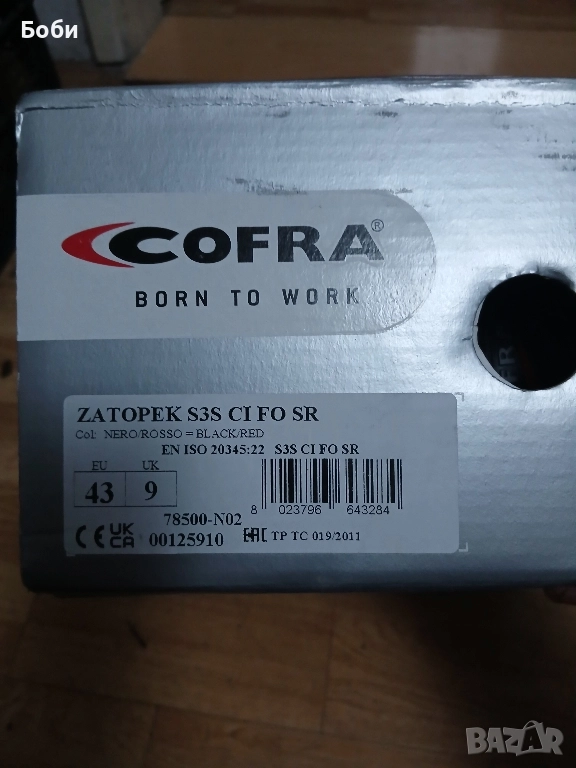 Боби
COFRA®
BORN TO WORK
ZATOPEK S3S CI FO SR
Col: NERO/ROSSO = BLACK/RED
EN ISO 20345:22 S3S CI FO SR
EU UK
43 9
8 023796 643284
78500-N02
CE UK CA 00125910 EAC TP TC 019/2011
BAZAR